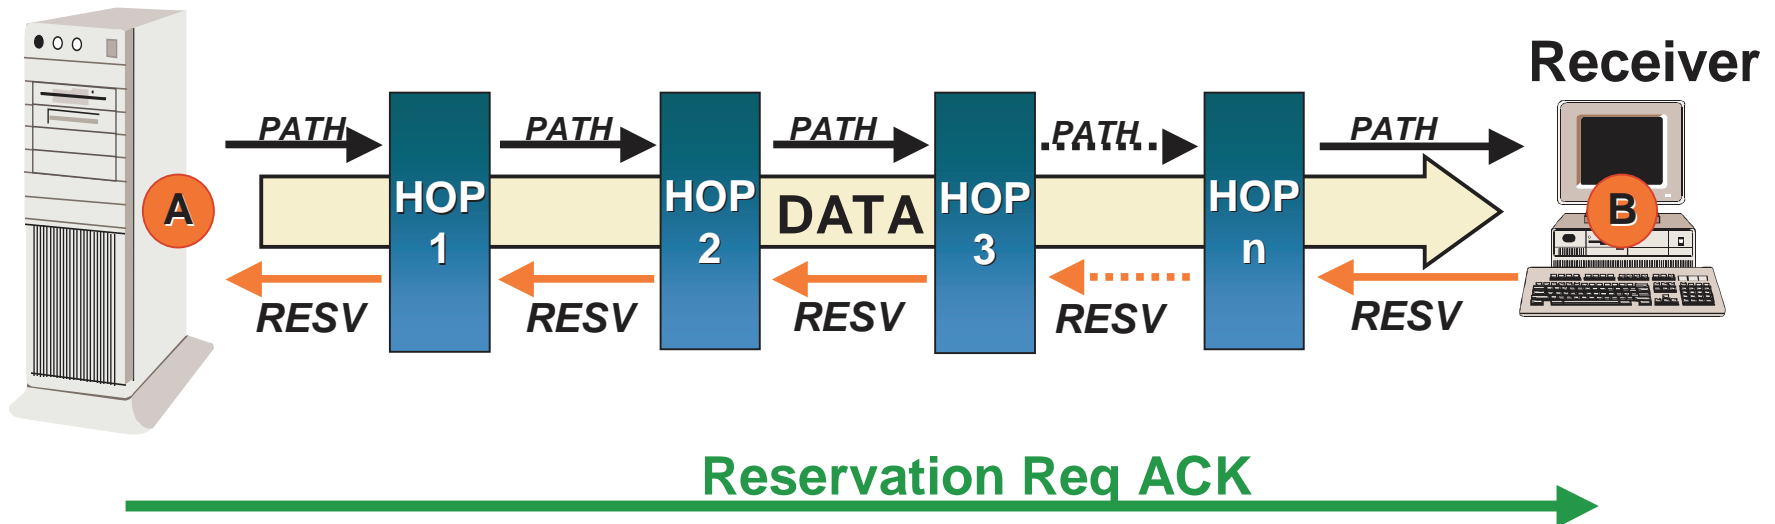 Receiver
PATH
PATH
PATH
PATH
PATH
A
HOP
1
HOP
2
DATA
HOP
3
HOP
n
B
RESV
RESV
RESV
RESV
RESV
Reservation Req ACK